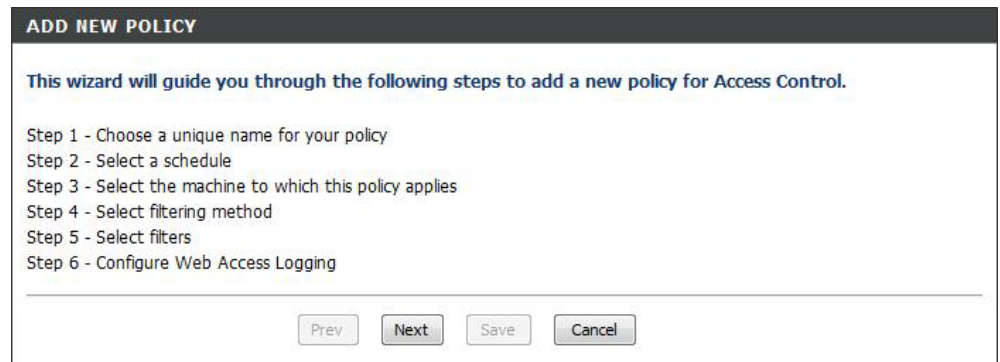 ADD NEW POLICY
This wizard will guide you through the following steps to add a new policy for Access Control.
Step 1 - Choose a unique name for your policy
Step 2 - Select a schedule
Step 3 - Select the machine to which this policy applies
Step 4 - Select filtering method
Step 5 - Select filters
Step 6 - Configure Web Access Logging
Prev Next Save Cancel